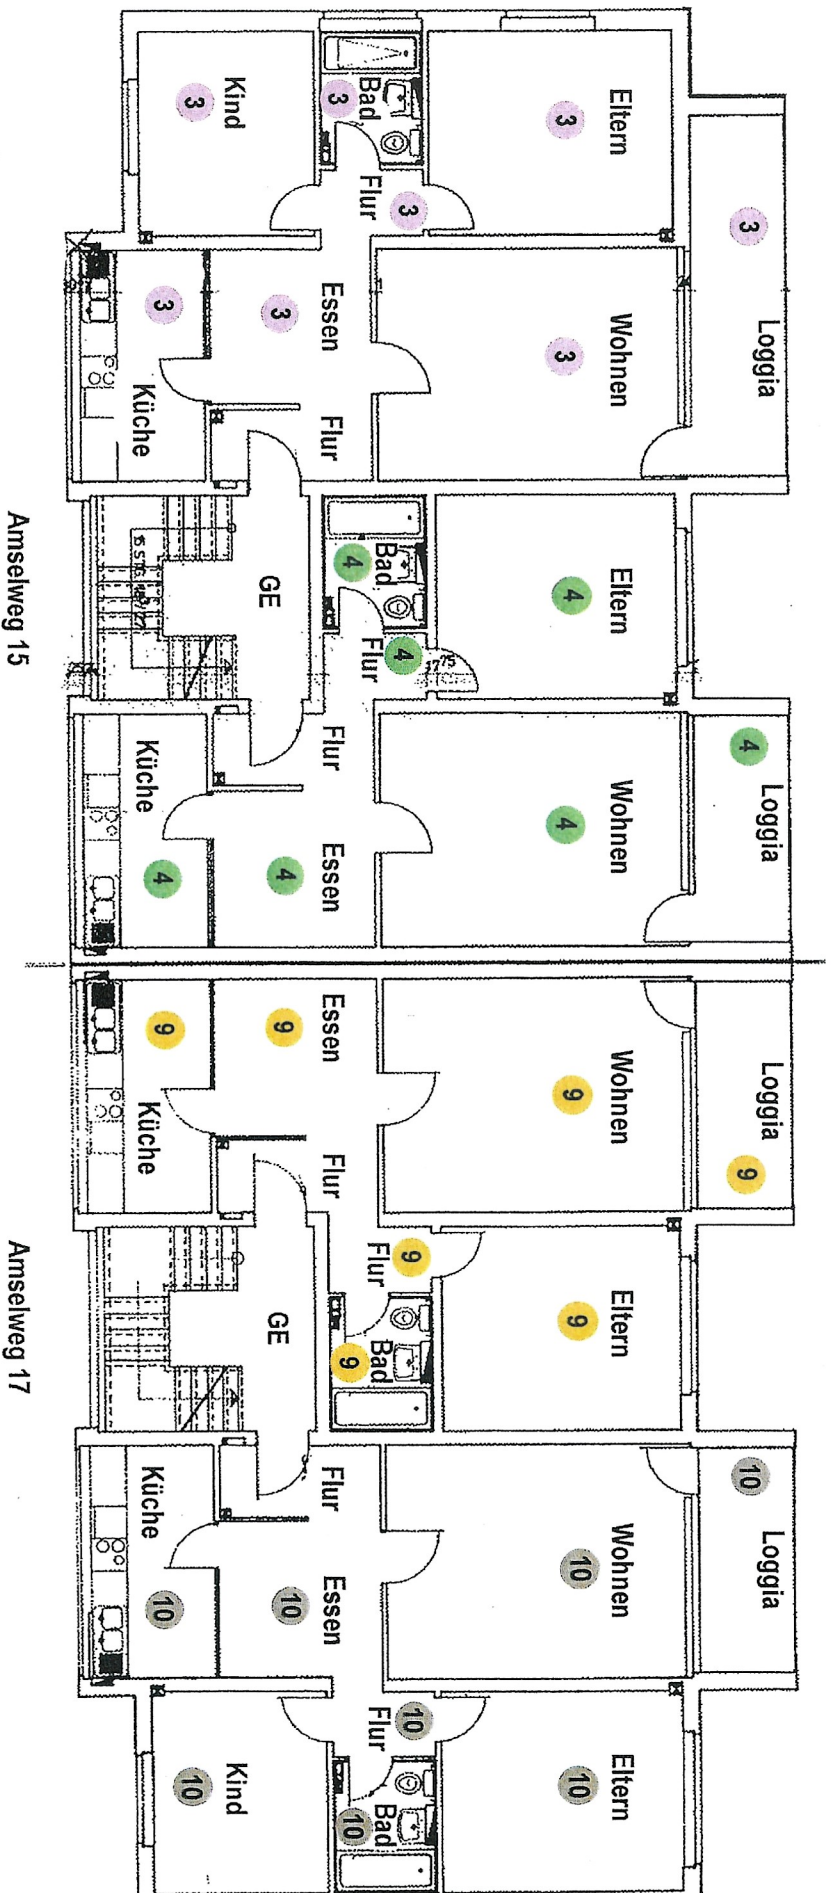 Loggia
3
Loggia
4
Loggia
9
Loggia
10
Eltern
3
Wohnen
3
Eltern
4
Wohnen
4
Wohnen
9
Eltern
9
Wohnen
10
Eltern
10
Bad
3
Flur
3
Essen
3
Flur
Bad
4
Flur
4
75
Flur
Essen
4
Essen
9
Flur
Flur
9
Bad
9
Flur
Essen
10
Flur
10
Bad
10
Kind
3
Küche
3
GE
Küche
4
Küche
9
GE
Küche
10
Kind
10
Amselweg 15
Amselweg 17